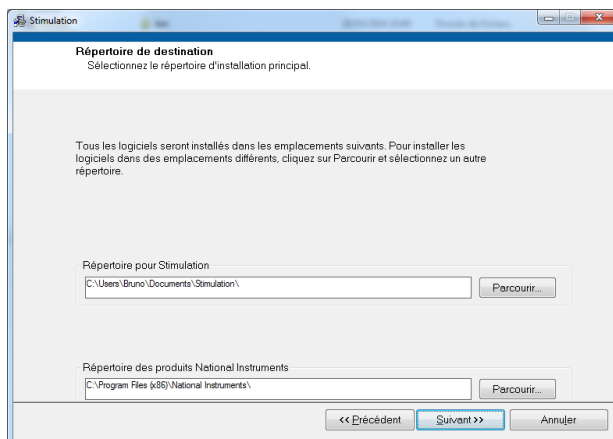 Stimulation
Répertoire de destination
Sélectionnez le répertoire d'installation principal.
Tous les logiciels seront installés dans les emplacements suivants. Pour installer les
logiciels dans des emplacements différents, cliquez sur Parcourir et sélectionnez un autre
répertoire.
Répertoire pour Stimulation
C:\Users\Bruno\Documents\Stimulation\
Parcourir...
Répertoire des produits National Instruments
C:\Program Files (x86)\National Instruments\
Parcourir...
<< Précédent
Suivant >>
Annuler